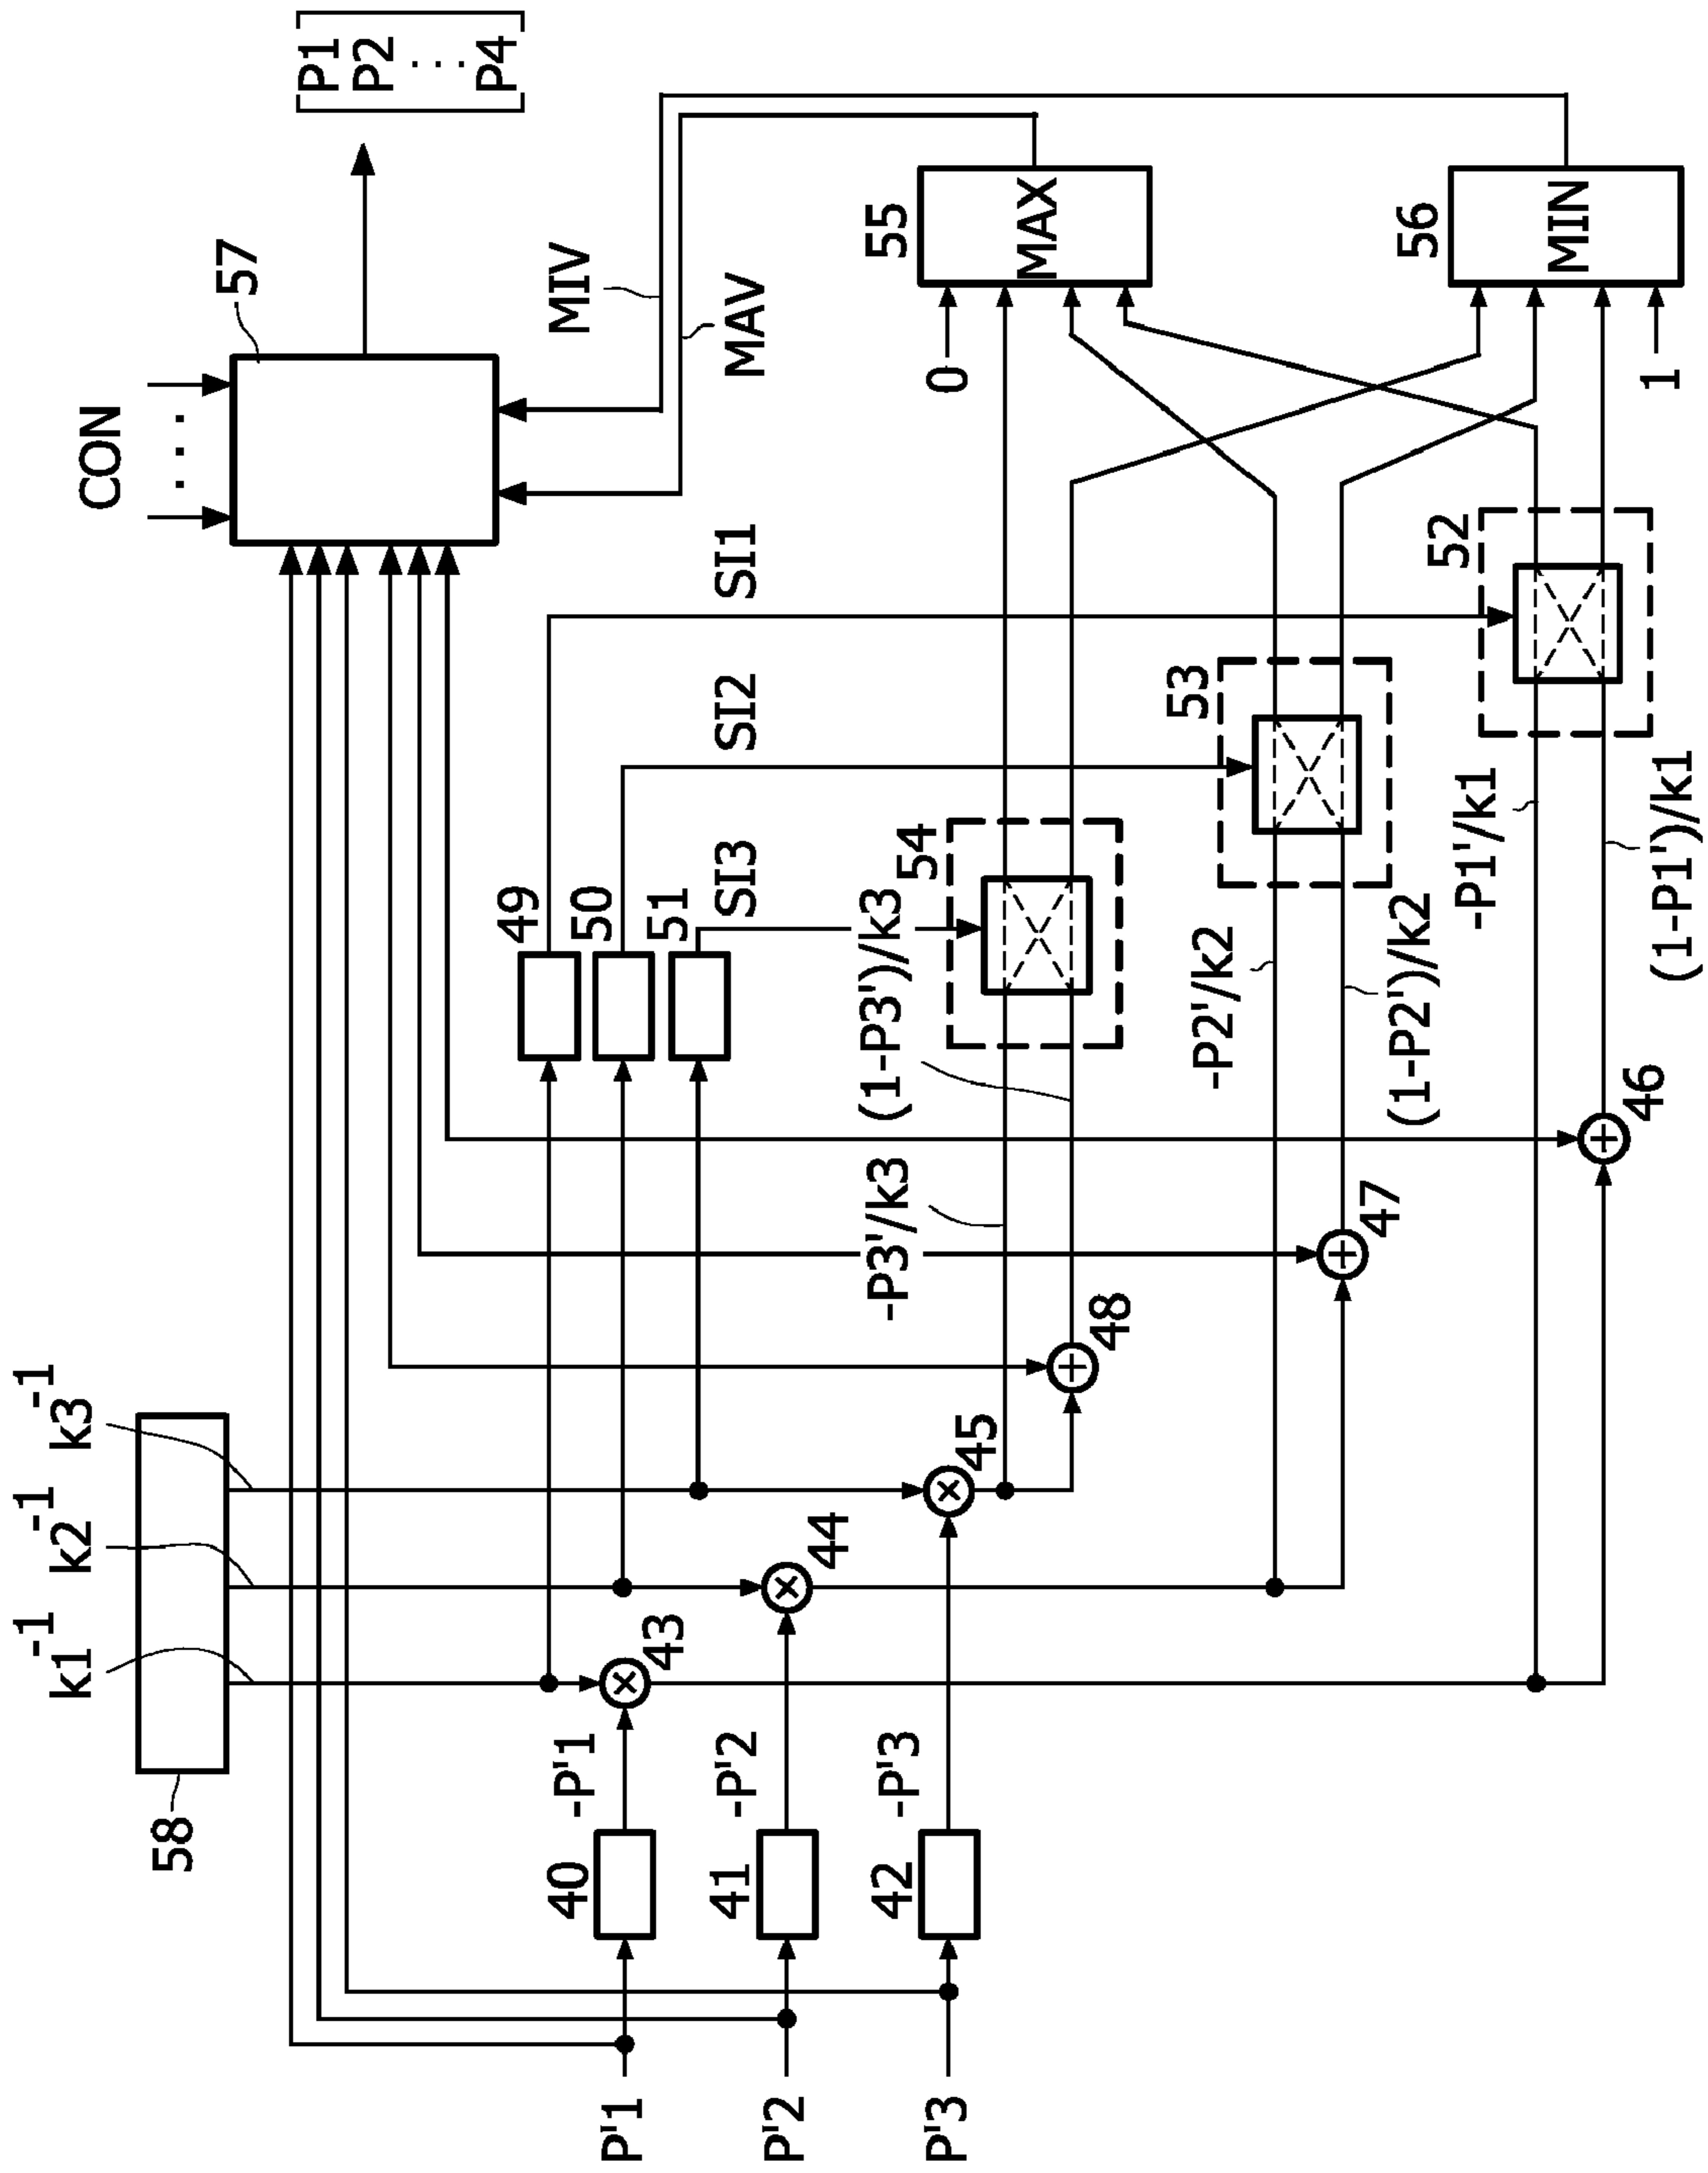 k1-1
k2-1
k3-1
58
CON
57
P1
P2
...
P4
49
50
51
SI1
SI2
SI3
MIV
MAV
P'1
40
-P'1
43
P'2
41
-P'2
44
P'3
42
-P'3
45
48
-P3'/k3
(1-P3')/k3
54
0
55
MAX
47
-P2'/k2
(1-P2')/k2
53
46
-P1'/k1
(1-P1')/k1
52
1
56
MIN